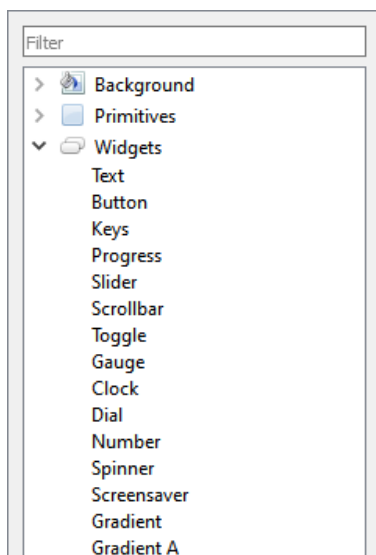 Filter
Background
Primitives
Widgets
Text
Button
Keys
Progress
Slider
Scrollbar
Toggle
Gauge
Clock
Dial
Number
Spinner
Screensaver
Gradient
Gradient A